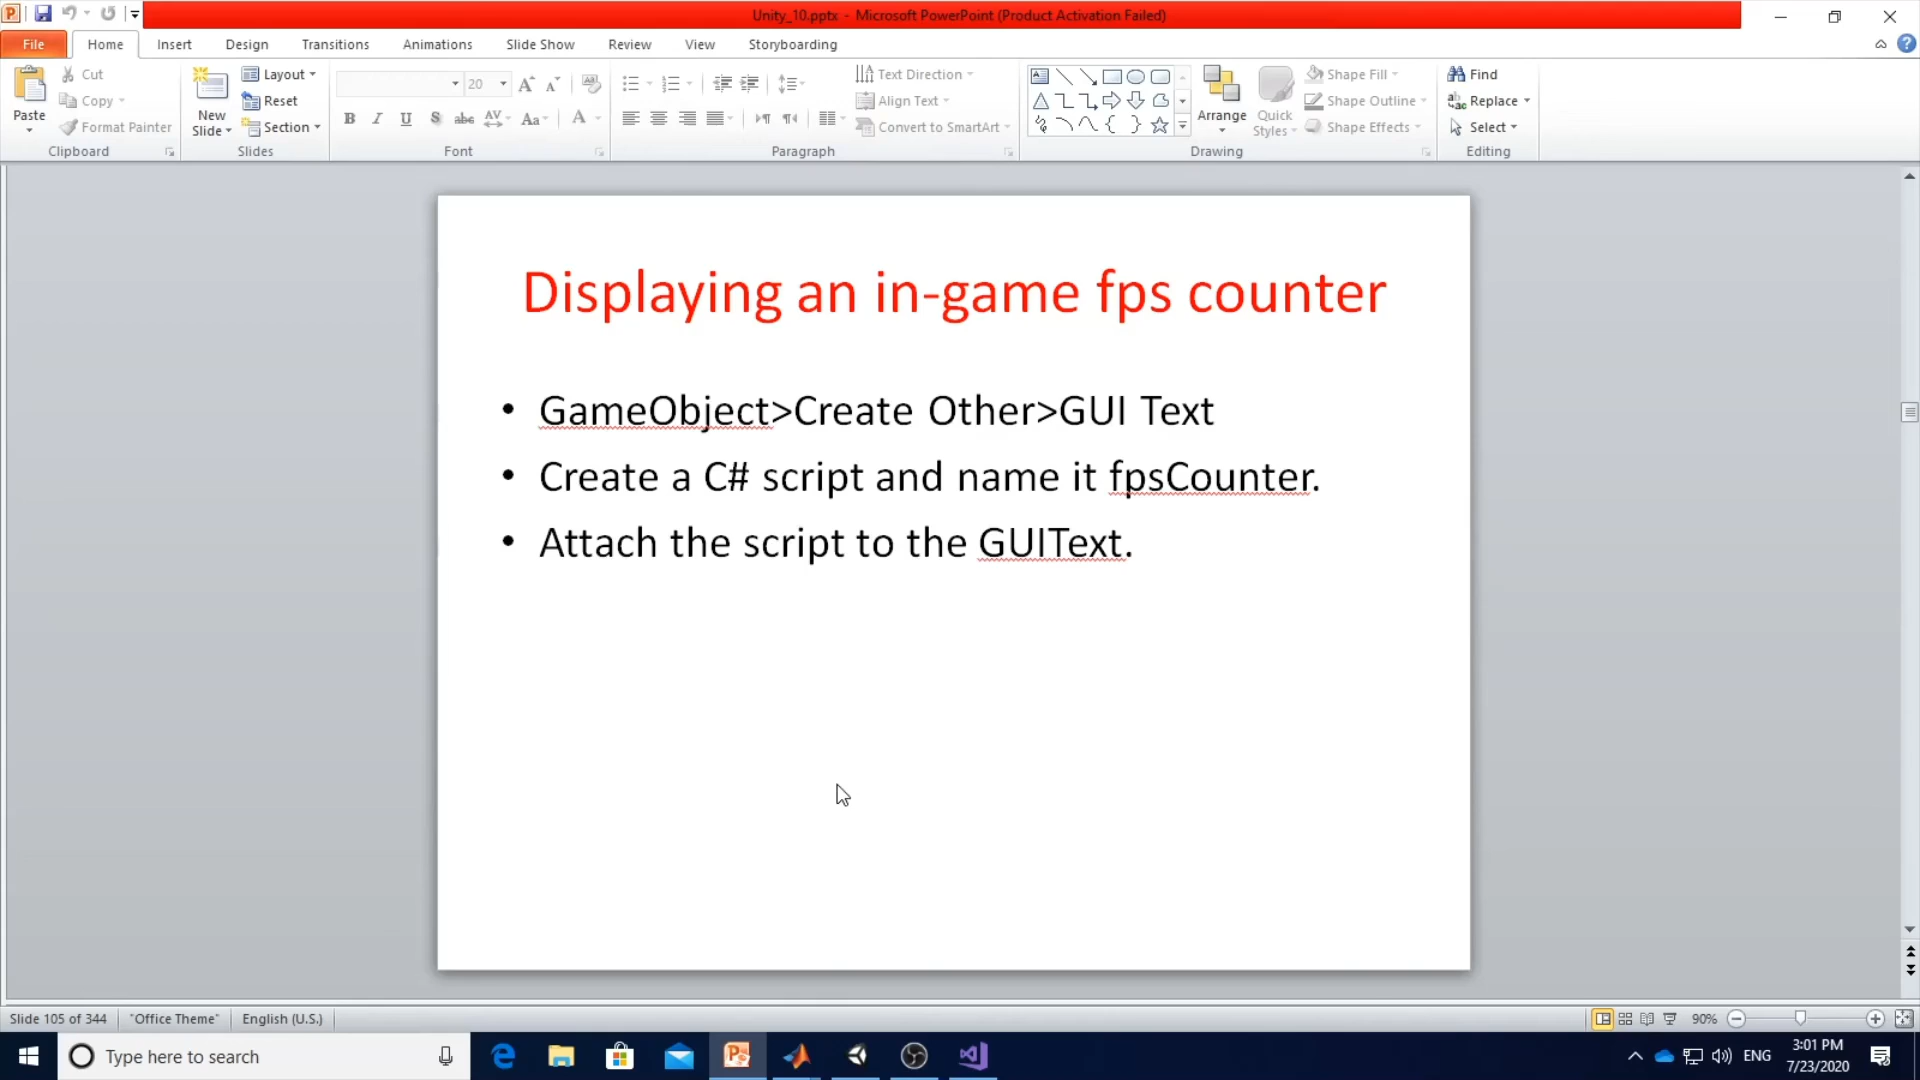 Unity_10.pptx - Microsoft PowerPoint (Product Activation Failed)
File Home Insert Design Transitions Animations Slide Show Review View Storyboarding
Paste
Cut
Copy
Format Painter
Clipboard
New Slide
Layout
Reset
Section
Slides
20
Font
Text Direction
Align Text
Convert to SmartArt
Paragraph
Arrange
Quick Styles
Shape Fill
Shape Outline
Shape Effects
Drawing
Find
Replace
Select
Editing
Displaying an in-game fps counter
• GameObject>Create Other>GUI Text
• Create a C# script and name it fpsCounter.
• Attach the script to the GUIText.
Slide 105 of 344 "Office Theme" English (U.S.) 90%
Type here to search
ENG
3:01 PM
7/23/2020